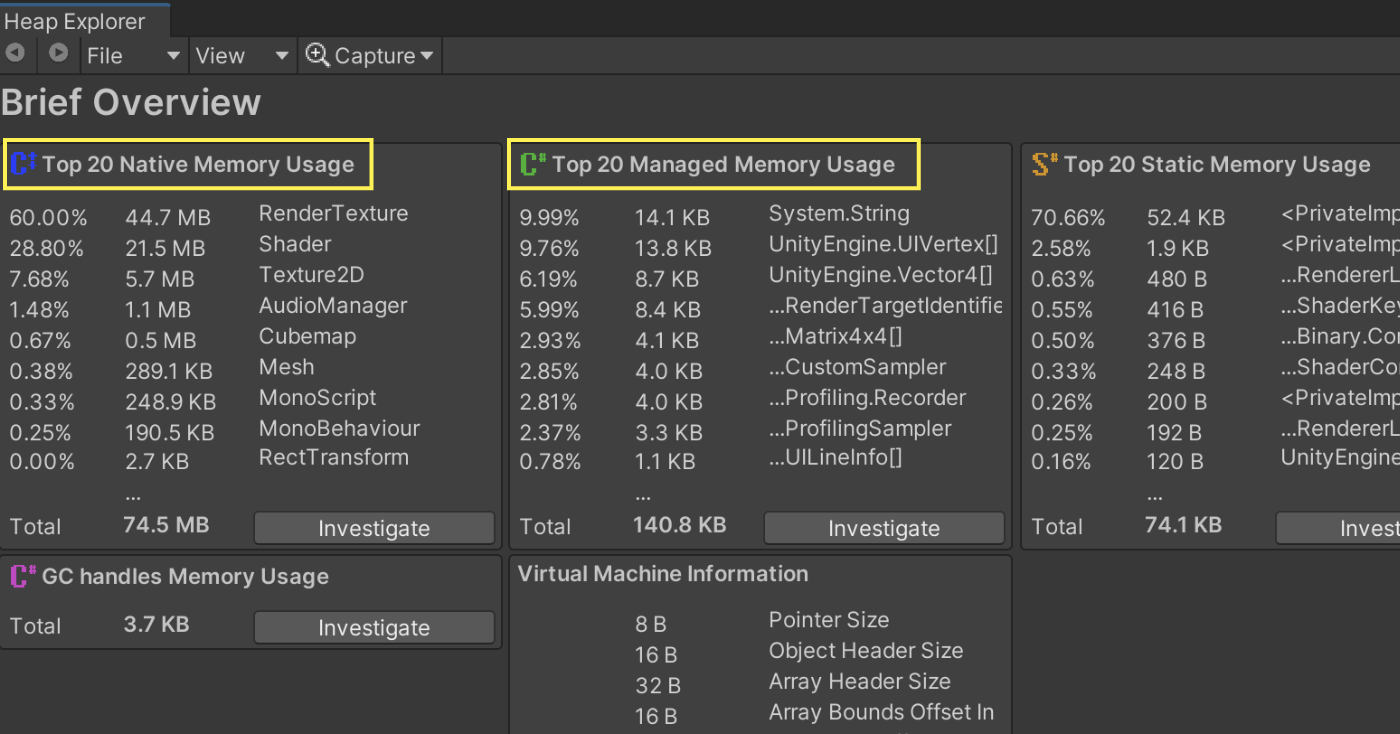 Heap Explorer
File View Capture
Brief Overview
Top 20 Native Memory Usage
60.00% 44.7 MB RenderTexture
28.80% 21.5 MB Shader
7.68% 5.7 MB Texture2D
1.48% 1.1 MB AudioManager
0.67% 0.5 MB Cubemap
0.38% 289.1 KB Mesh
0.33% 248.9 KB MonoScript
0.25% 190.5 KB MonoBehaviour
0.00% 2.7 KB RectTransform
...
Total 74.5 MB Investigate
Top 20 Managed Memory Usage
9.99% 14.1 KB System.String
9.76% 13.8 KB UnityEngine.UIVertex[]
6.19% 8.7 KB UnityEngine.Vector4[]
5.99% 8.4 KB ...RenderTargetIdentifie
2.93% 4.1 KB ...Matrix4x4[]
2.85% 4.0 KB ...CustomSampler
2.81% 4.0 KB ...Profiling.Recorder
2.37% 3.3 KB ...ProfilingSampler
0.78% 1.1 KB ...UILineInfo[]
...
Total 140.8 KB Investigate
Top 20 Static Memory Usage
70.66% 52.4 KB <PrivateImp
2.58% 1.9 KB <PrivateImp
0.63% 480 B ...RendererL
0.55% 416 B ...ShaderKey
0.50% 376 B ...Binary.Con
0.33% 248 B ...ShaderCo
0.26% 200 B <PrivateImp
0.25% 192 B ...RendererL
0.16% 120 B UnityEngine
...
Total 74.1 KB Invest
GC handles Memory Usage
Total 3.7 KB Investigate
Virtual Machine Information
8 B Pointer Size
16 B Object Header Size
32 B Array Header Size
16 B Array Bounds Offset In